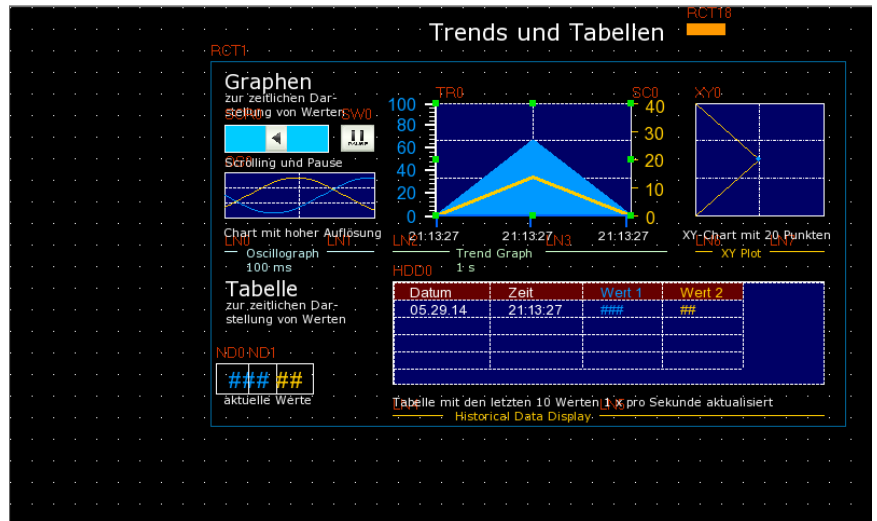 RCT18
Trends und Tabellen
RCT1
Graphen
zur zeitlichen Dar-
stellung von Werten
SW0
PAUSE
Scrolling und Pause
Chart mit hoher Auflösung
LN0
LN1
Oscillograph
100 ms
TR0
SC0
100
80
60
40
20
0
40
30
20
10
0
21:13:27
21:13:27
21:13:27
LN2
LN3
Trend Graph
1 s
XY0
XY-Chart mit 20 Punkten
LN6
LN7
XY Plot
Tabelle
zur zeitlichen Dar-
stellung von Werten
ND0 ND1
### ##
aktuelle Werte
HDD0
Datum Zeit Wert 1 Wert 2
05.29.14 21:13:27 ### ##
Tabelle mit den letzten 10 Werten 1 x pro Sekunde aktualisiert
LN4
LN5
Historical Data Display